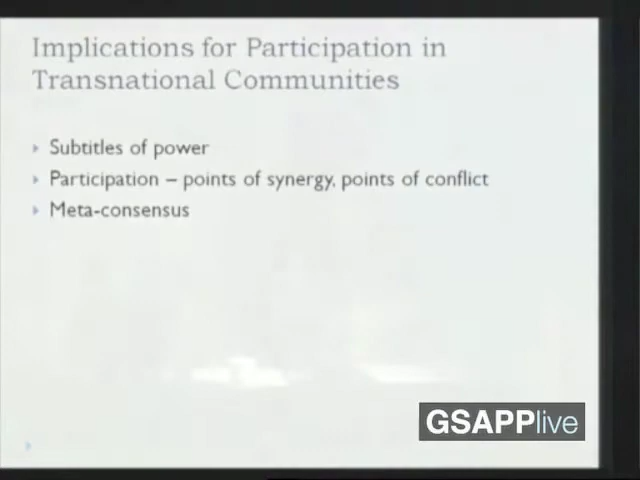 Implications for Participation in
Transnational Communities
Subtitles of power
Participation – points of synergy, points of conflict
Meta-consensus
GSAPPlive